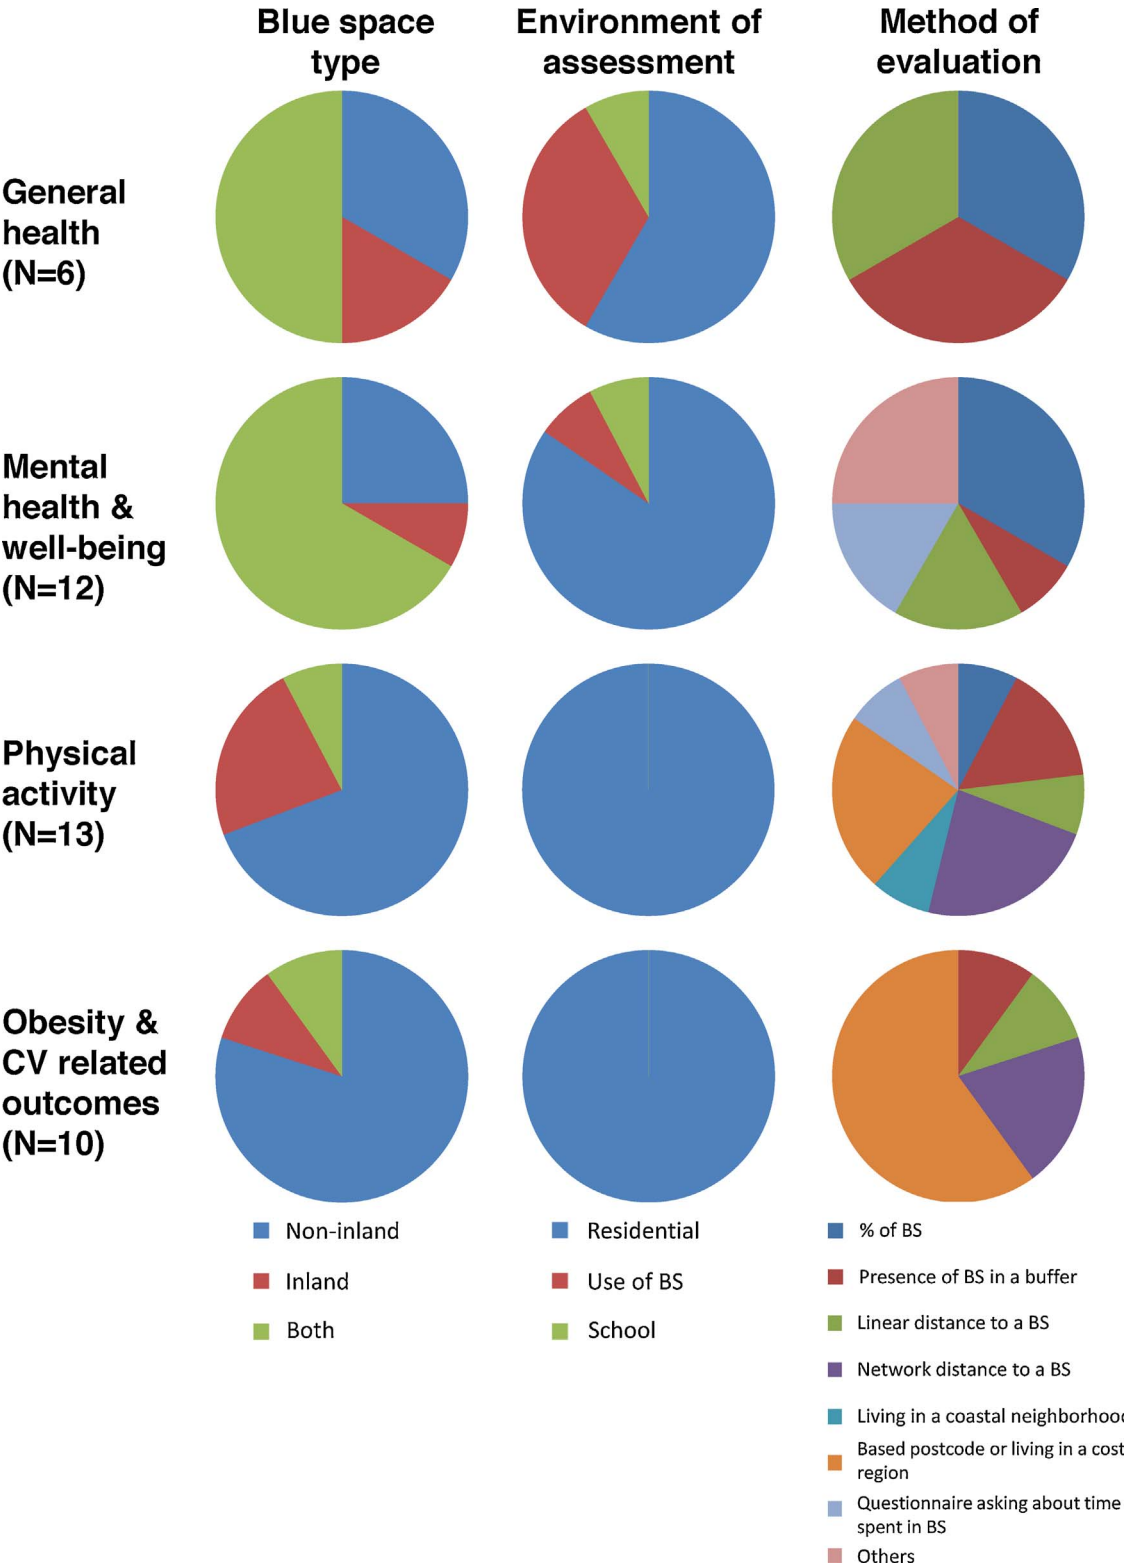 Blue space
type
Environment of
assessment
Method of
evaluation
General
health
(N=6)
Mental
health &
well-being
(N=12)
Physical
activity
(N=13)
Obesity &
CV related
outcomes
(N=10)
Non-inland
Inland
Both
Residential
Use of BS
School
% of BS
Presence of BS in a buffer
Linear distance to a BS
Network distance to a BS
Living in a coastal neighborhood
Based postcode or living in a cost
region
Questionnaire asking about time
spent in BS
Others